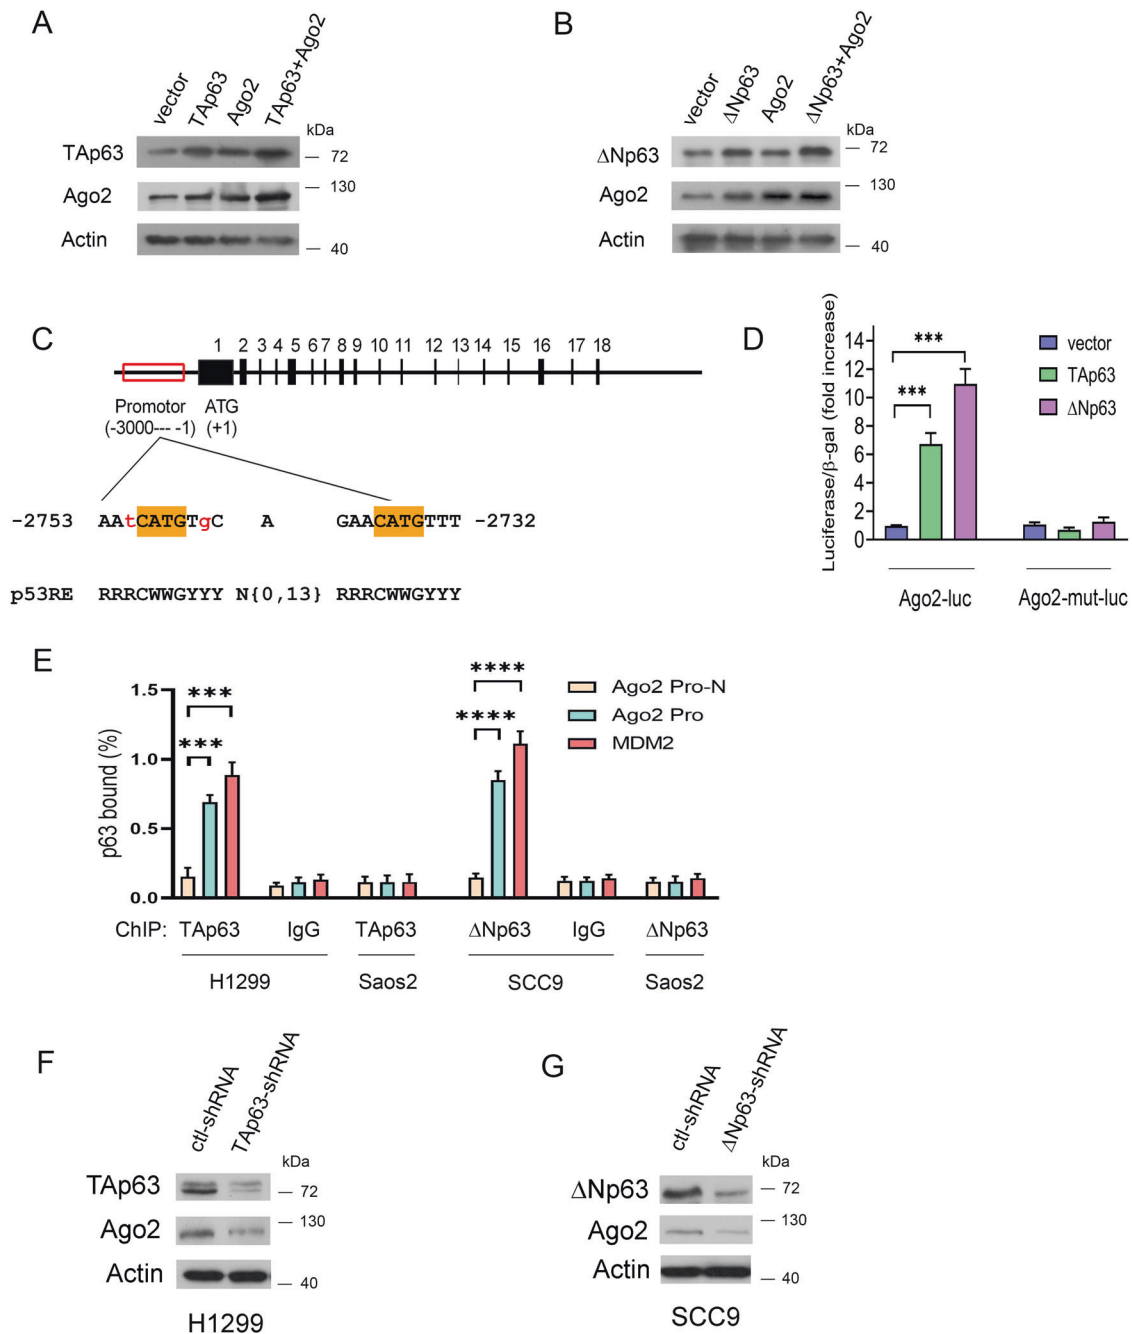 A
vector
TAp63
Ago2
TAp63+Ago2
kDa
TAp63
72
Ago2
130
Actin
40
B
vector
ΔNp63
Ago2
ΔNp63+Ago2
kDa
ΔNp63
72
Ago2
130
Actin
40
C
1 2 3 4 5 6 7 8 9 10 11 12 13 14 15 16 17 18
Promotor ATG
(-3000--- -1) (+1)
-2753 AAtCATGTgC A GAACATGTTT -2732
p53RE RRRCWWGYYY N{0,13} RRRCWWGYYY
D
Luciferase/β-gal (fold increase)
14
12
10
8
6
4
2
0
***
***
vector
TAp63
ΔNp63
Ago2-luc Ago2-mut-luc
E
p63 bound (%)
1.5
1.0
0.5
0.0
***
***
****
****
Ago2 Pro-N
Ago2 Pro
MDM2
ChIP: TAp63 IgG TAp63 ΔNp63 IgG ΔNp63
H1299 Saos2 SCC9 Saos2
F
ctl-shRNA
TAp63-shRNA
kDa
TAp63
72
Ago2
130
Actin
40
H1299
G
ctl-shRNA
ΔNp63-shRNA
kDa
ΔNp63
72
Ago2
130
Actin
40
SCC9